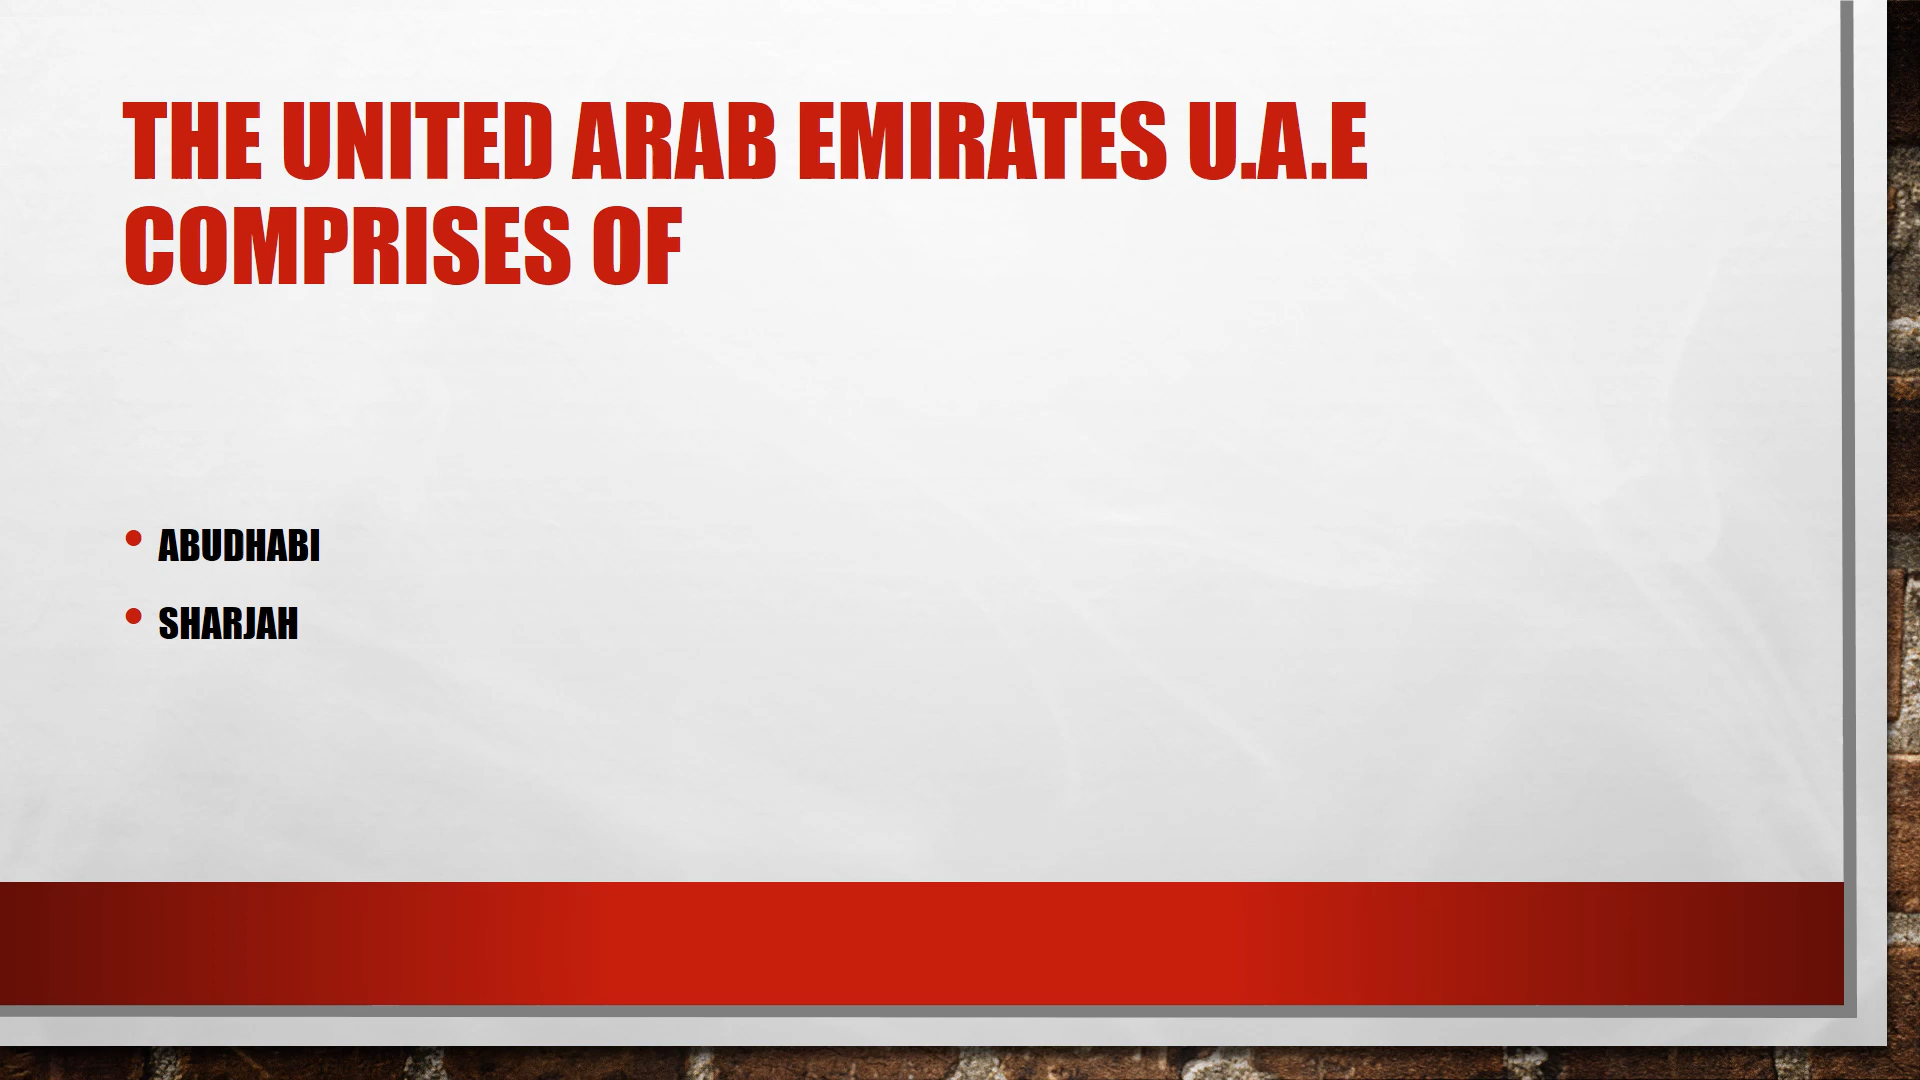 THE UNITED ARAB EMIRATES U.A.E
COMPRISES OF
• ABUDHABI
• SHARJAH